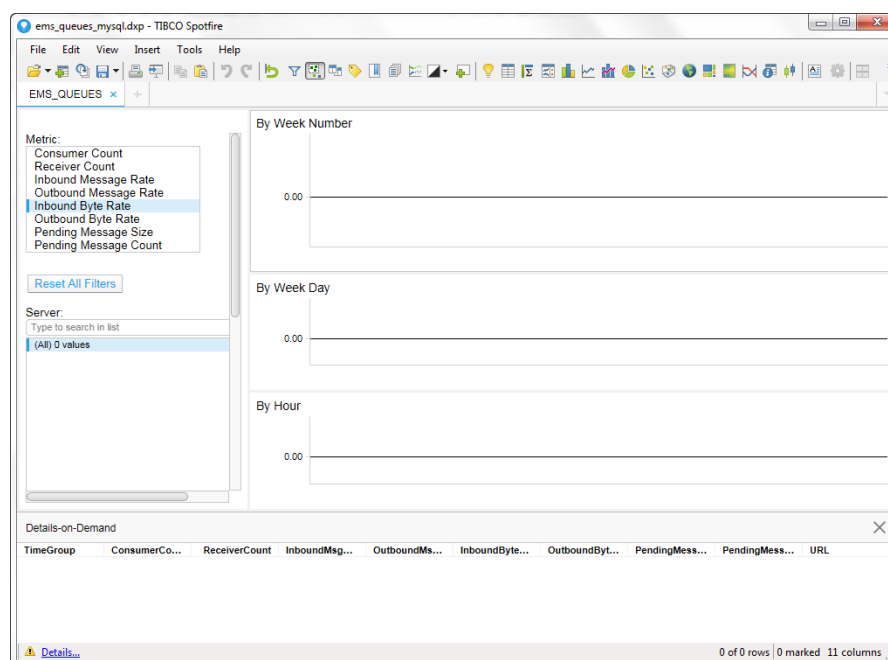 ems_queues_mysql.dxp - TIBCO Spotfire
File Edit View Insert Tools Help
EMS_QUEUES × +
Metric:
Consumer Count
Receiver Count
Inbound Message Rate
Outbound Message Rate
Inbound Byte Rate
Outbound Byte Rate
Pending Message Size
Pending Message Count
Reset All Filters
Server:
Type to search in list
(All) 0 values
By Week Number
0.00
By Week Day
0.00
By Hour
0.00
Details-on-Demand
TimeGroup ConsumerCo... ReceiverCount InboundMsg... OutboundMs... InboundByte... OutboundByt... PendingMess... PendingMess... URL
Details... 0 of 0 rows 0 marked 11 columns